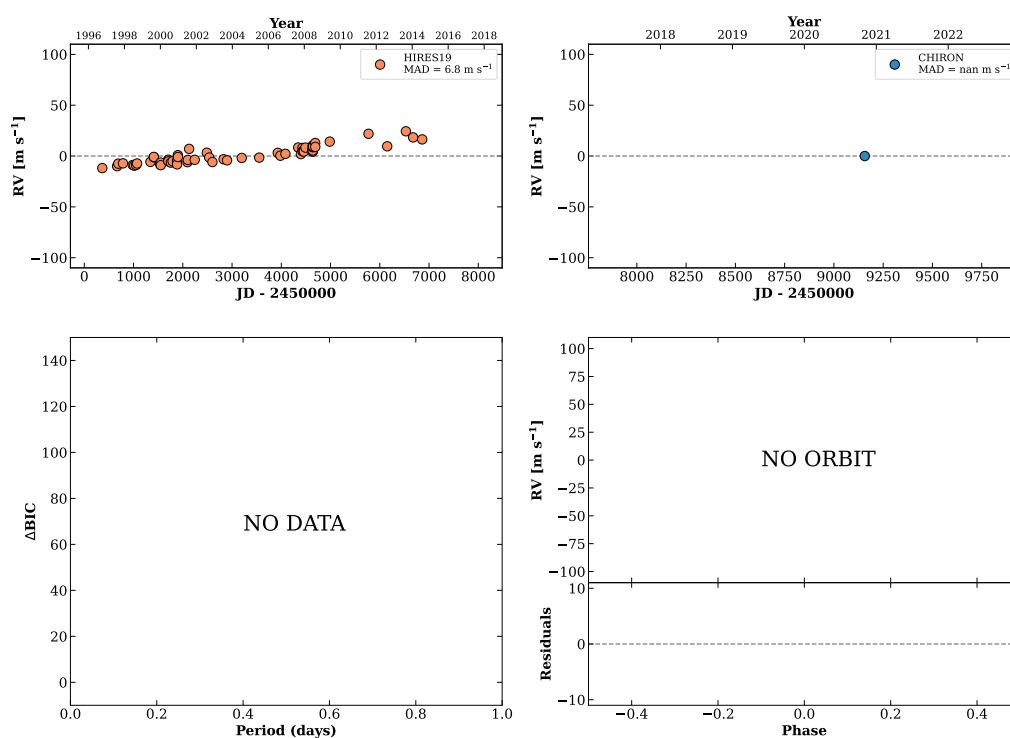 Year
1996 1998 2000 2002 2004 2006 2008 2010 2012 2014 2016 2018
HIRES19
MAD = 6.8 m s⁻¹
RV [m s⁻¹]
100
50
0
−50
−100
0 1000 2000 3000 4000 5000 6000 7000 8000
JD - 2450000
Year
2018 2019 2020 2021 2022
CHIRON
MAD = nan m s⁻¹
RV [m s⁻¹]
100
50
0
−50
−100
8000 8250 8500 8750 9000 9250 9500 9750
JD - 2450000
ΔBIC
140
120
100
80
60
40
20
0
NO DATA
0.0 0.2 0.4 0.6 0.8 1.0
Period (days)
RV [m s⁻¹]
100
75
50
25
0
−25
−50
−75
−100
NO ORBIT
Residuals
10
0
−10
−0.4 −0.2 0.0 0.2 0.4
Phase